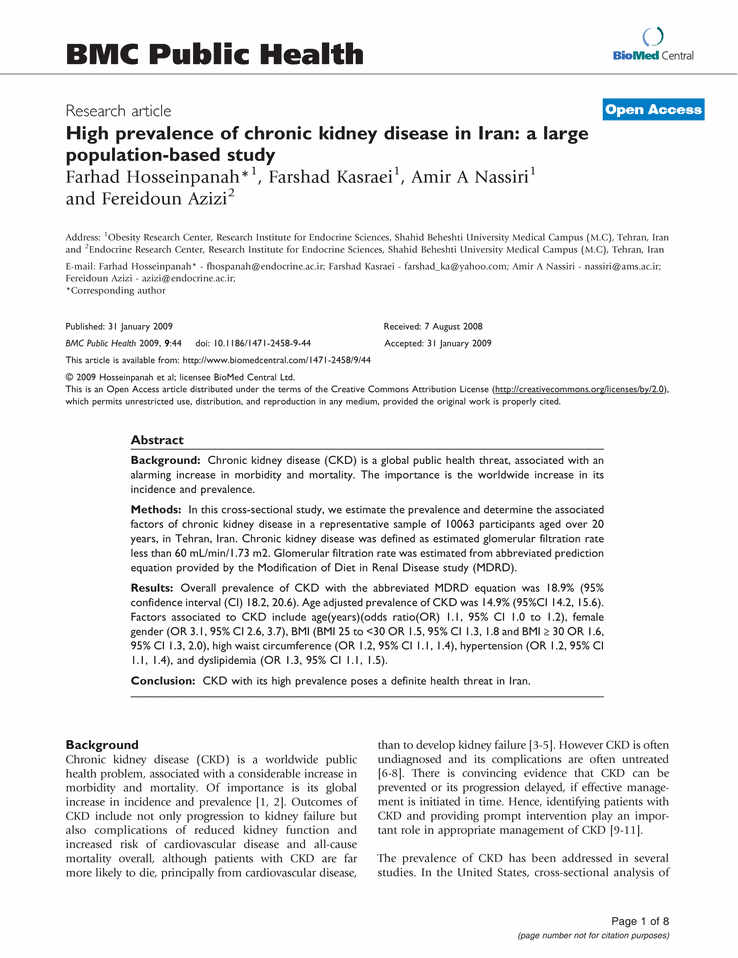 BMC Public Health
BioMed Central
Research article
Open Access
High prevalence of chronic kidney disease in Iran: a large
population-based study
Farhad Hosseinpanah*1, Farshad Kasraei1, Amir A Nassiri1
and Fereidoun Azizi2
Address: 1Obesity Research Center, Research Institute for Endocrine Sciences, Shahid Beheshti University Medical Campus (M.C), Tehran, Iran
and 2Endocrine Research Center, Research Institute for Endocrine Sciences, Shahid Beheshti University Medical Campus (M.C), Tehran, Iran
E-mail: Farhad Hosseinpanah* - fhospanah@endocrine.ac.ir; Farshad Kasraei - farshad_ka@yahoo.com; Amir A Nassiri - nassiri@ams.ac.ir;
Fereidoun Azizi - azizi@endocrine.ac.ir;
*Corresponding author
Published: 31 January 2009
Received: 7 August 2008
BMC Public Health 2009, 9:44 doi: 10.1186/1471-2458-9-44
Accepted: 31 January 2009
This article is available from: http://www.biomedcentral.com/1471-2458/9/44
© 2009 Hosseinpanah et al; licensee BioMed Central Ltd.
This is an Open Access article distributed under the terms of the Creative Commons Attribution License (http://creativecommons.org/licenses/by/2.0),
which permits unrestricted use, distribution, and reproduction in any medium, provided the original work is properly cited.
Abstract
Background: Chronic kidney disease (CKD) is a global public health threat, associated with an
alarming increase in morbidity and mortality. The importance is the worldwide increase in its
incidence and prevalence.
Methods: In this cross-sectional study, we estimate the prevalence and determine the associated
factors of chronic kidney disease in a representative sample of 10063 participants aged over 20
years, in Tehran, Iran. Chronic kidney disease was defined as estimated glomerular filtration rate
less than 60 mL/min/1.73 m2. Glomerular filtration rate was estimated from abbreviated prediction
equation provided by the Modification of Diet in Renal Disease study (MDRD).
Results: Overall prevalence of CKD with the abbreviated MDRD equation was 18.9% (95%
confidence interval (CI) 18.2, 20.6). Age adjusted prevalence of CKD was 14.9% (95%CI 14.2, 15.6).
Factors associated to CKD include age(years)(odds ratio(OR) 1.1, 95% CI 1.0 to 1.2), female
gender (OR 3.1, 95% CI 2.6, 3.7), BMI (BMI 25 to <30 OR 1.5, 95% CI 1.3, 1.8 and BMI ≥ 30 OR 1.6,
95% CI 1.3, 2.0), high waist circumference (OR 1.2, 95% CI 1.1, 1.4), hypertension (OR 1.2, 95% CI
1.1, 1.4), and dyslipidemia (OR 1.3, 95% CI 1.1, 1.5).
Conclusion: CKD with its high prevalence poses a definite health threat in Iran.
Background
Chronic kidney disease (CKD) is a worldwide public
health problem, associated with a considerable increase in
morbidity and mortality. Of importance is its global
increase in incidence and prevalence [1, 2]. Outcomes of
CKD include not only progression to kidney failure but
also complications of reduced kidney function and
increased risk of cardiovascular disease and all-cause
mortality overall, although patients with CKD are far
more likely to die, principally from cardiovascular disease,
than to develop kidney failure [3-5]. However CKD is often
undiagnosed and its complications are often untreated
[6-8]. There is convincing evidence that CKD can be
prevented or its progression delayed, if effective manage-
ment is initiated in time. Hence, identifying patients with
CKD and providing prompt intervention play an impor-
tant role in appropriate management of CKD [9-11].
The prevalence of CKD has been addressed in several
studies. In the United States, cross-sectional analysis of
Page 1 of 8
(page number not for citation purposes)